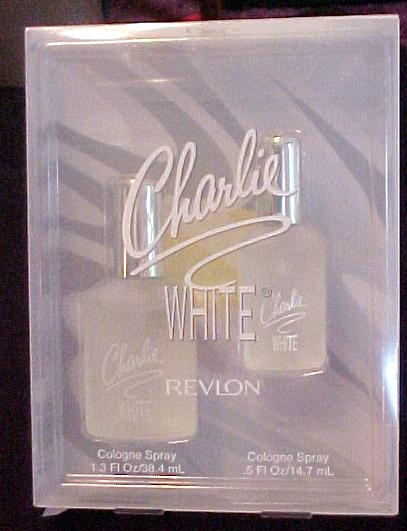 Charlie
WHITE®
REVLON
Charlie
WHITE
Charlie
WHITE
Cologne Spray
1.3 Fl Oz/38.4 mL
Cologne Spray
.5 Fl Oz/14.7 mL